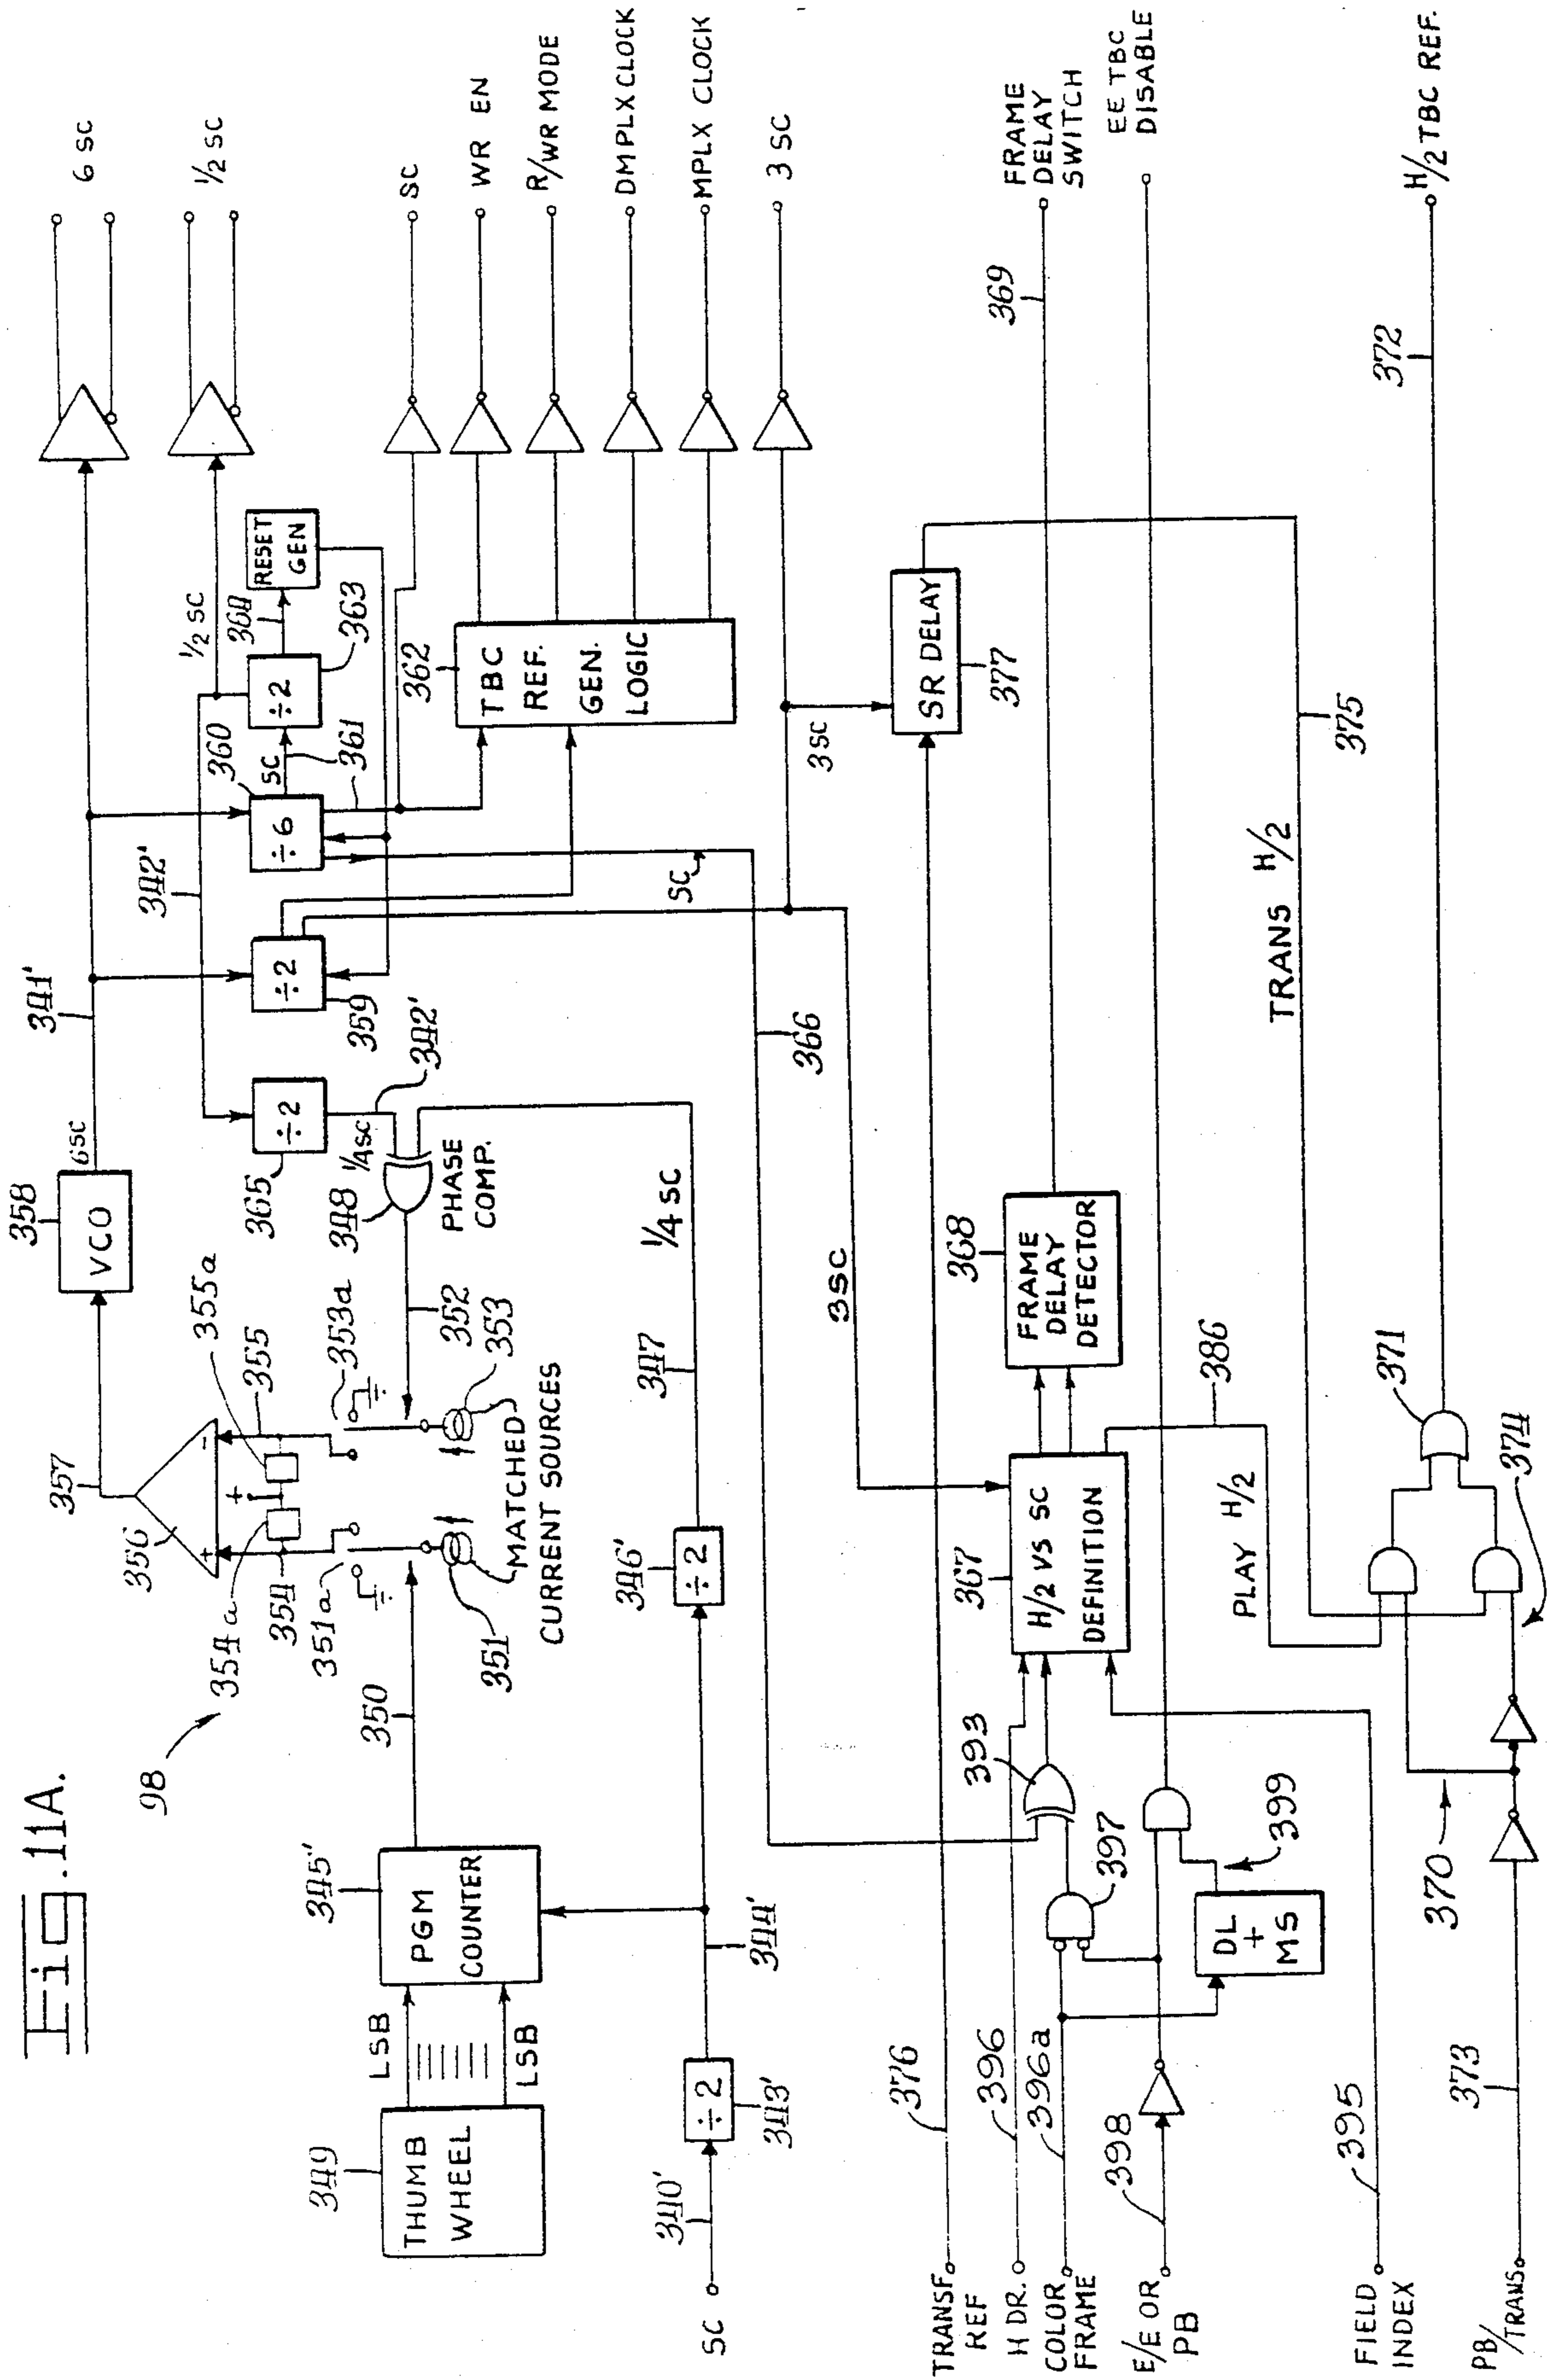 Fig. 11A.
98
6 SC
1/2 SC
SC
WR EN
R/WR MODE
DMPLX CLOCK
MPLX CLOCK
3 SC
FRAME
DELAY
SWITCH
EE TBC
DISABLE
H/2 TBC REF.
341'
358
VCO
6SC
357
356
+
-
+
354a
354
355a
355
351a
353a
351
353
MATCHED
CURRENT SOURCES
352
350
342'
1/2 SC
360
÷6
SC
361
÷2
363
364
RESET
GEN
÷2
359
365
÷2
1/4SC
342'
348
PHASE
COMP.
362
TBC
REF.
GEN.
LOGIC
345'
PGM
COUNTER
LSB
LSB
349
THUMB
WHEEL
SC
340'
÷2
343'
344'
346'
÷2
347
1/4 SC
SC
366
3SC
3SC
SR DELAY
377
369
368
FRAME
DELAY
DETECTOR
367
H/2 VS SC
DEFINITION
386
PLAY H/2
TRANS H/2
375
372
371
374
370
373
393
397
399
DL
+
MS
398
395
376
396
396a
TRANSF.
REF
H DR.
COLOR
FRAME
E/E OR
PB
FIELD
INDEX
PB/TRANS